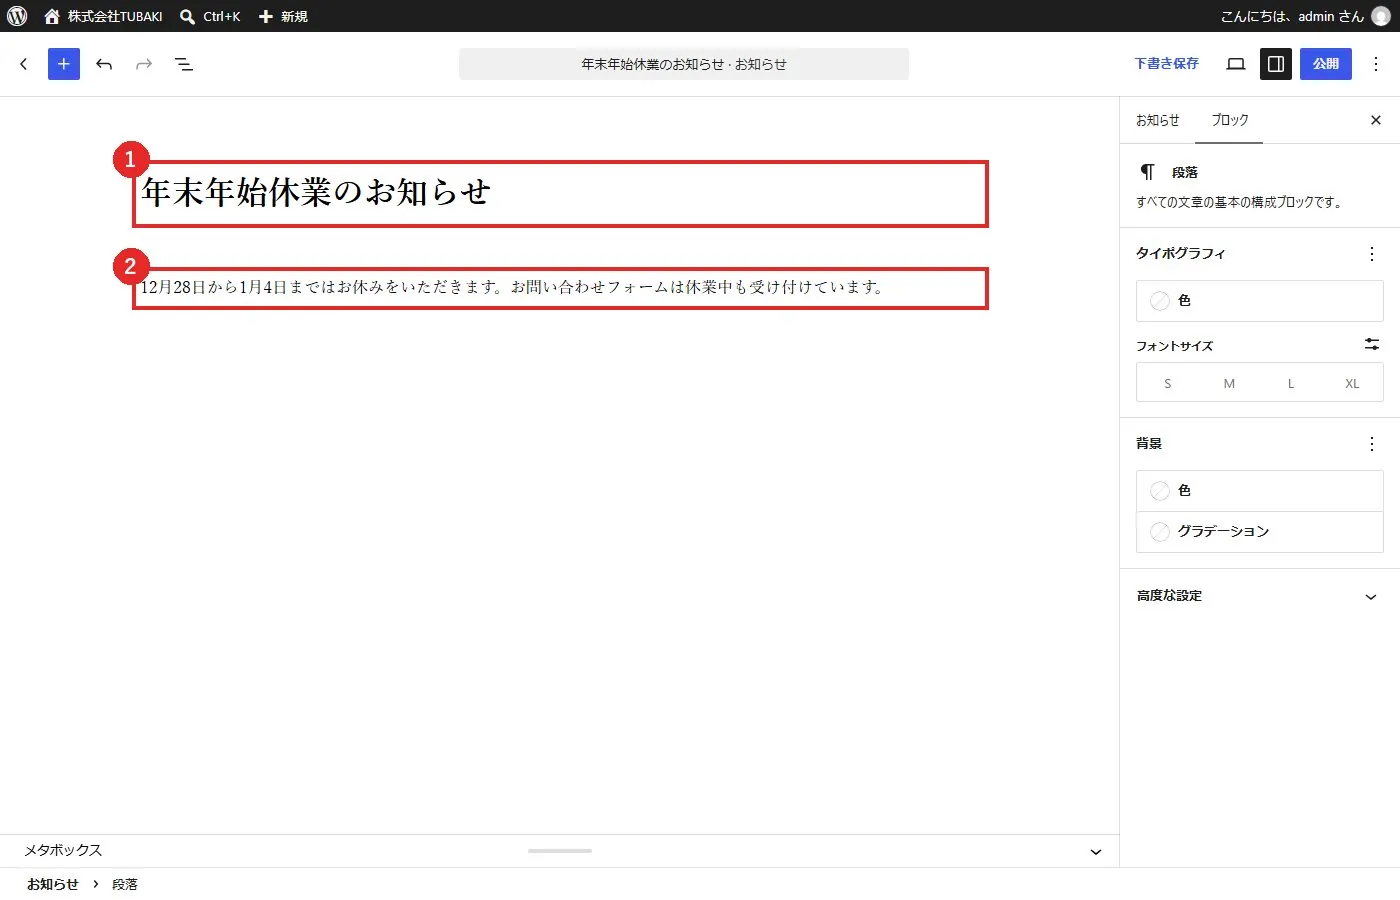 株式会社TUBAKI Ctrl+K 新規 こんにちは、admin さん
年末年始休業のお知らせ · お知らせ
下書き保存 公開
お知らせ ブロック
1
年末年始休業のお知らせ
2
12月28日から1月4日まではお休みをいただきます。お問い合わせフォームは休業中も受け付けています。
段落
すべての文章の基本の構成ブロックです。
タイポグラフィ
色
フォントサイズ
S M L XL
背景
色
グラデーション
高度な設定
メタボックス
お知らせ › 段落